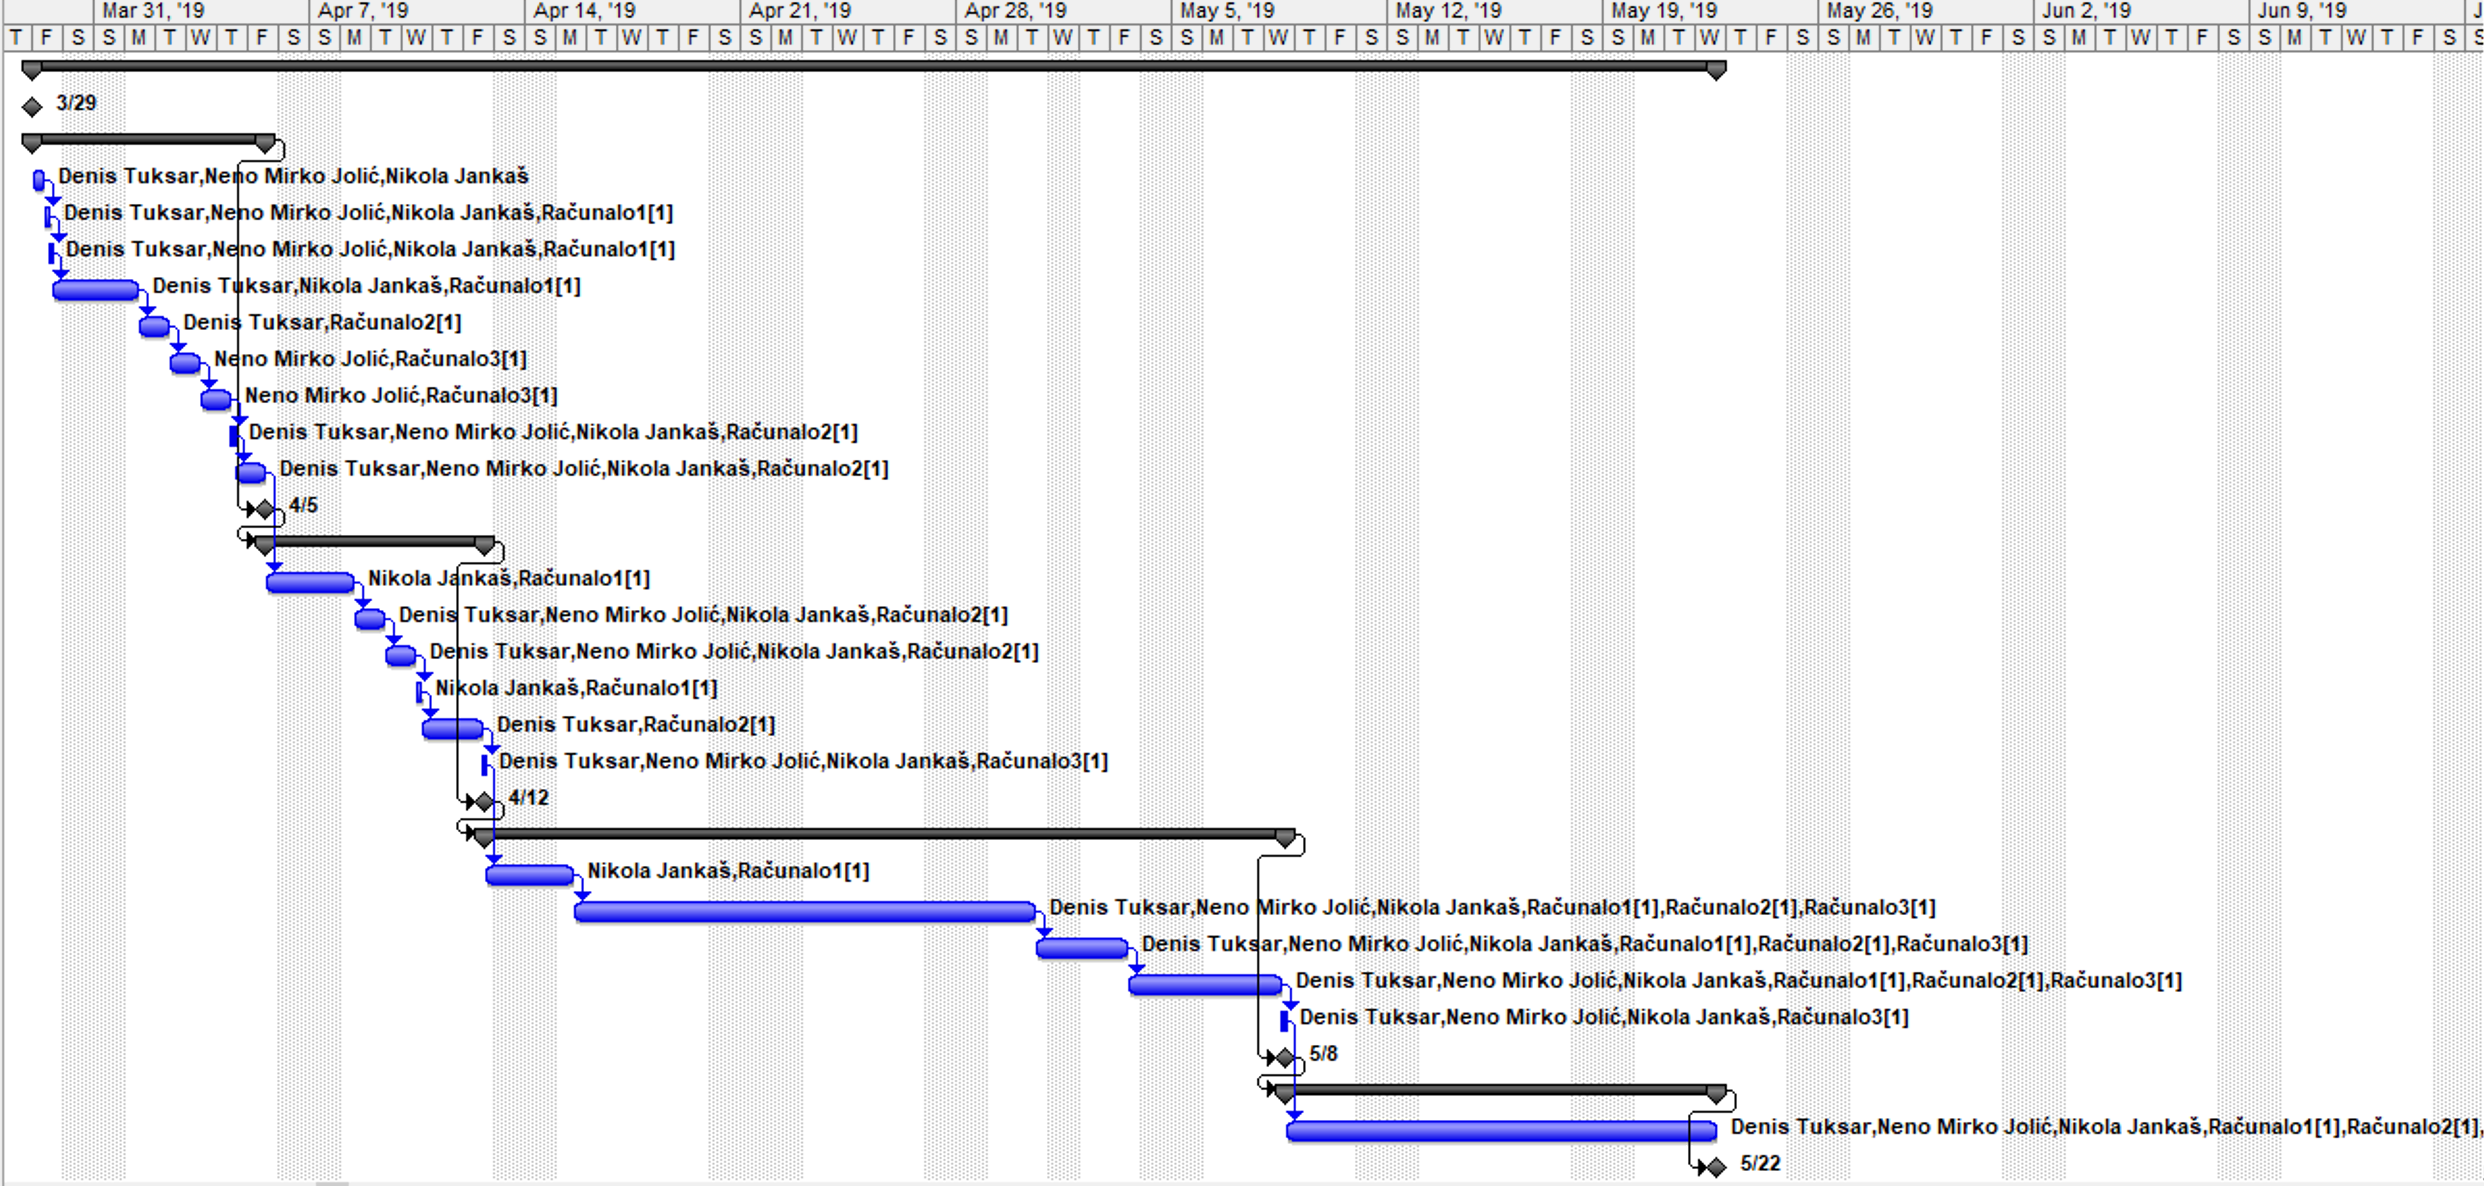 Mar 31, '19 Apr 7, '19 Apr 14, '19 Apr 21, '19 Apr 28, '19 May 5, '19 May 12, '19 May 19, '19 May 26, '19 Jun 2, '19 Jun 9, '19
T F S S M T W T F S S M T W T F S S M T W T F S S M T W T F S S M T W T F S S M T W T F S S M T W T F S S M T W T F S S M T W T F S S M T W T F S S M T W T F S S
3/29
Denis Tuksar,Neno Mirko Jolić,Nikola Jankaš
Denis Tuksar,Neno Mirko Jolić,Nikola Jankaš,Računalo1[1]
Denis Tuksar,Neno Mirko Jolić,Nikola Jankaš,Računalo1[1]
Denis Tuksar,Nikola Jankaš,Računalo1[1]
Denis Tuksar,Računalo2[1]
Neno Mirko Jolić,Računalo3[1]
Neno Mirko Jolić,Računalo3[1]
Denis Tuksar,Neno Mirko Jolić,Nikola Jankaš,Računalo2[1]
Denis Tuksar,Neno Mirko Jolić,Nikola Jankaš,Računalo2[1]
4/5
Nikola Jankaš,Računalo1[1]
Denis Tuksar,Neno Mirko Jolić,Nikola Jankaš,Računalo2[1]
Denis Tuksar,Neno Mirko Jolić,Nikola Jankaš,Računalo2[1]
Nikola Jankaš,Računalo1[1]
Denis Tuksar,Računalo2[1]
Denis Tuksar,Neno Mirko Jolić,Nikola Jankaš,Računalo3[1]
4/12
Nikola Jankaš,Računalo1[1]
Denis Tuksar,Neno Mirko Jolić,Nikola Jankaš,Računalo1[1],Računalo2[1],Računalo3[1]
Denis Tuksar,Neno Mirko Jolić,Nikola Jankaš,Računalo1[1],Računalo2[1],Računalo3[1]
Denis Tuksar,Neno Mirko Jolić,Nikola Jankaš,Računalo1[1],Računalo2[1],Računalo3[1]
Denis Tuksar,Neno Mirko Jolić,Nikola Jankaš,Računalo3[1]
5/8
Denis Tuksar,Neno Mirko Jolić,Nikola Jankaš,Računalo1[1],Računalo2[1],
5/22